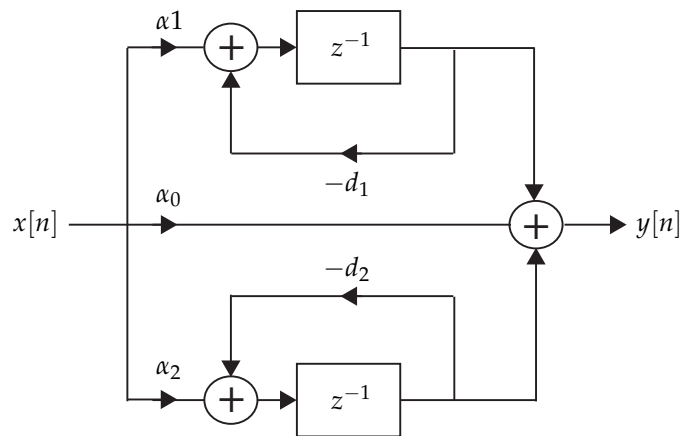 α1
+
z⁻¹
−d₁
α₀
x[n]
+
y[n]
−d₂
α₂
+
z⁻¹